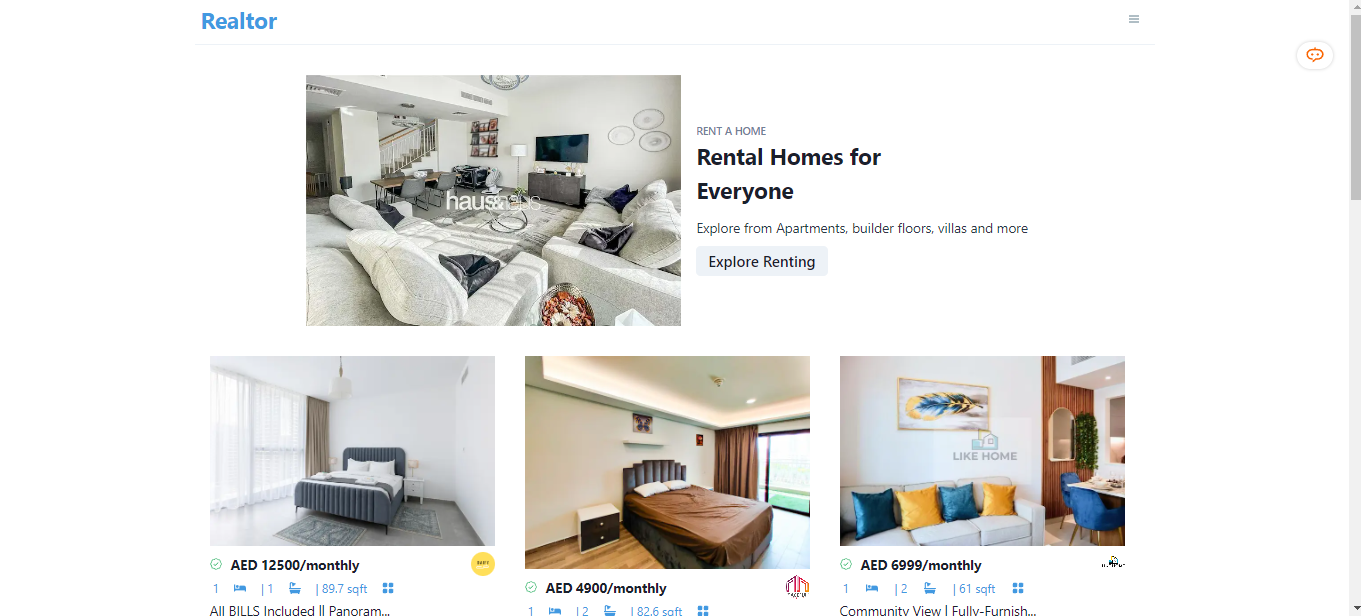 Realtor
haus&haus
RENT A HOME
Rental Homes for
Everyone
Explore from Apartments, builder floors, villas and more
Explore Renting
LIKE HOME
AED 12500/monthly
1 | 1 | 89.7 sqft
All BILLS Included || Panoram...
AED 4900/monthly
1 | 2 | 82.6 sqft
AED 6999/monthly
1 | 2 | 61 sqft
Community View | Fully-Furnish...